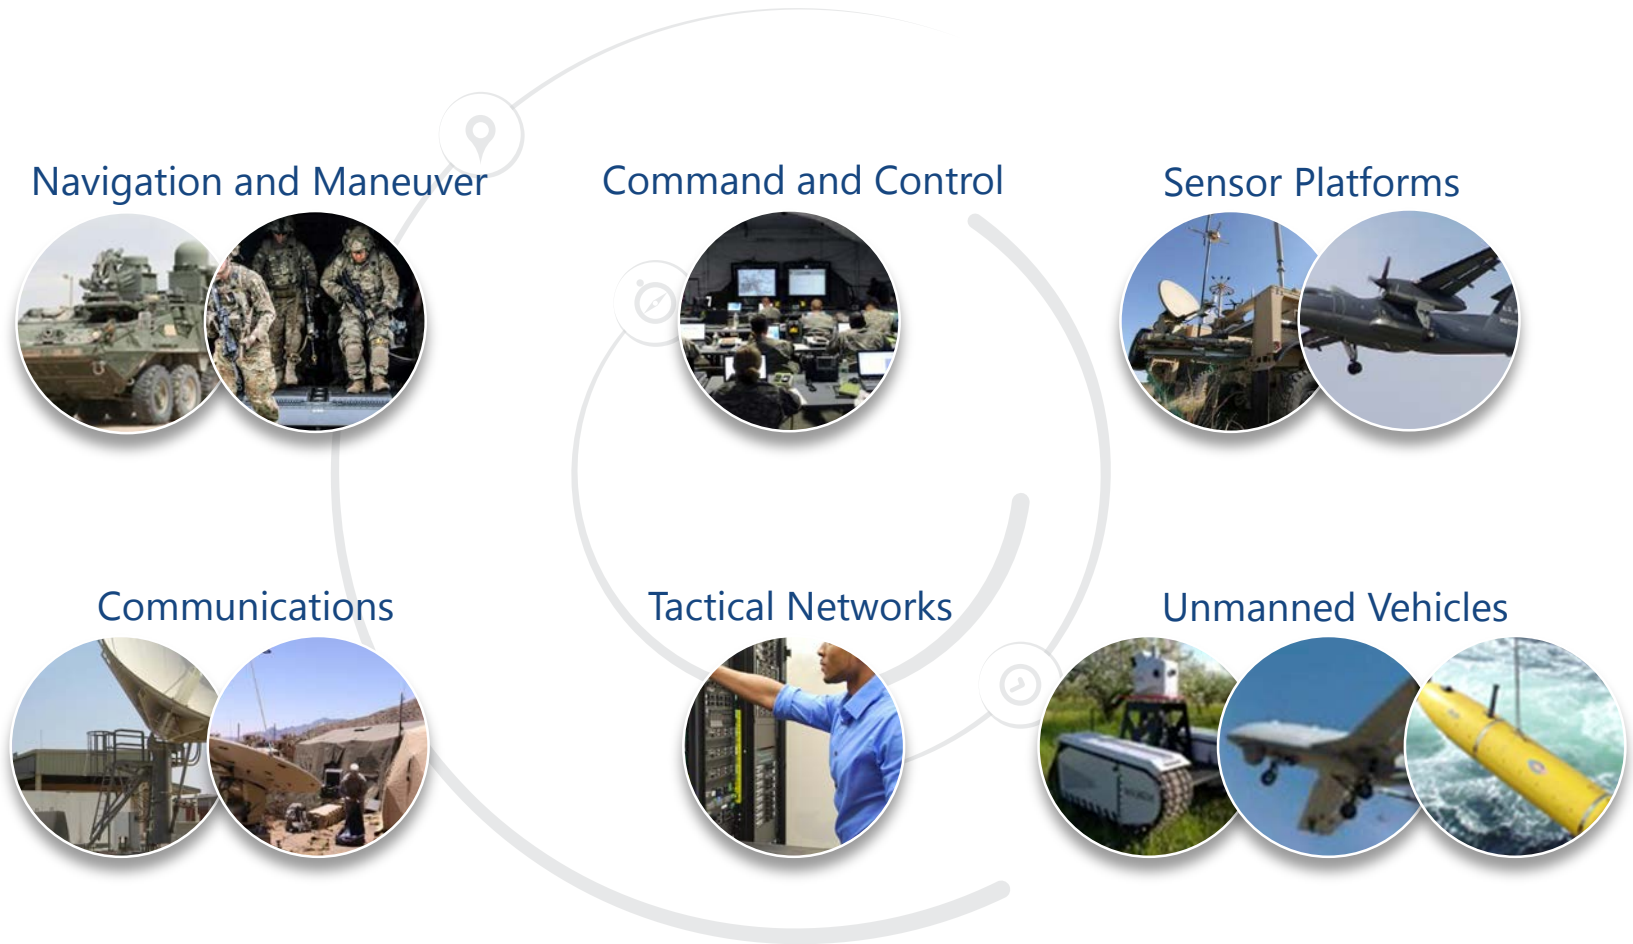 Navigation and Maneuver
Command and Control
Sensor Platforms
Communications
Tactical Networks
Unmanned Vehicles